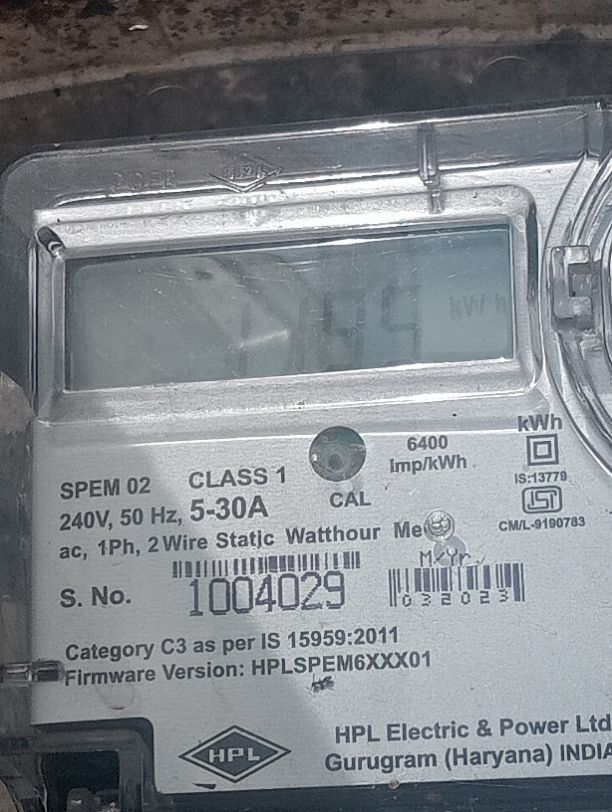 kWh
SPEM 02 CLASS 1
6400
imp/kWh
kWh
IS:13779
240V, 50 Hz, 5-30A
CAL
CM/L-9190783
ac, 1Ph, 2 Wire Static Watthour Me
M/Yr.
S. No. 1004029 032023
Category C3 as per IS 15959:2011
Firmware Version: HPLSPEM6XXX01
HPL
HPL Electric & Power Ltd
Gurugram (Haryana) INDIA